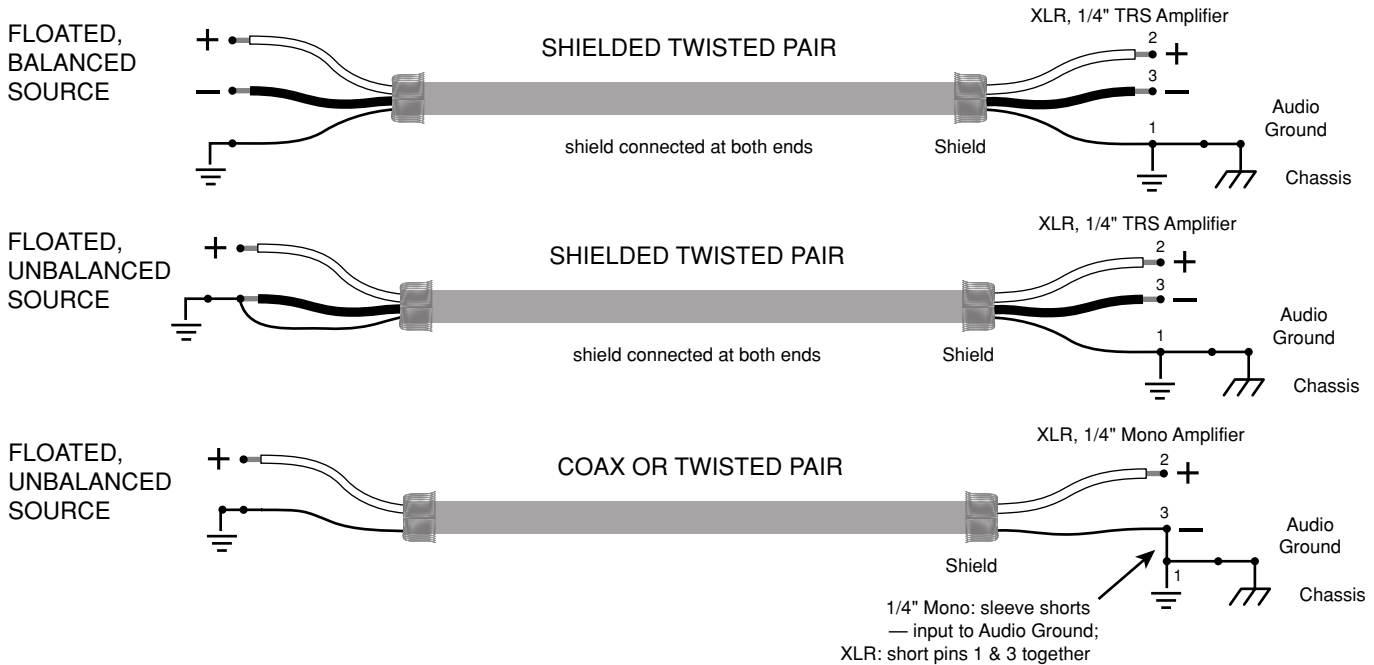 XLR, 1/4" TRS Amplifier
FLOATED,
BALANCED
SOURCE
+
—
SHIELDED TWISTED PAIR
2
+
3
—
Audio
Ground
1
shield connected at both ends
Shield
Chassis
XLR, 1/4" TRS Amplifier
FLOATED,
UNBALANCED
SOURCE
+
SHIELDED TWISTED PAIR
2
+
3
—
Audio
Ground
1
shield connected at both ends
Shield
Chassis
XLR, 1/4" Mono Amplifier
FLOATED,
UNBALANCED
SOURCE
+
COAX OR TWISTED PAIR
2
+
3
—
Audio
Ground
Shield
1
Chassis
1/4" Mono: sleeve shorts
— input to Audio Ground;
XLR: short pins 1 & 3 together